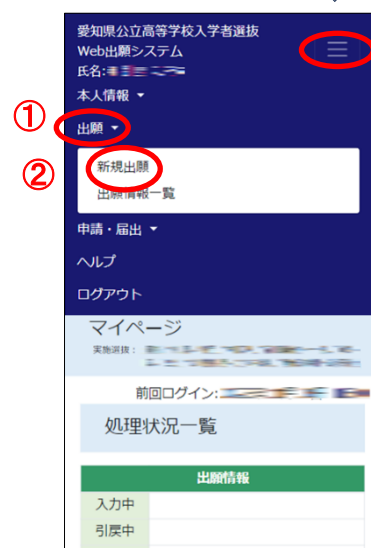 愛知県公立高等学校入学者選抜
Web出願システム
氏名:
本人情報
①
出願
②
新規出願
出願情報一覧
申請・届出
ヘルプ
ログアウト
マイページ
実施選抜:
前回ログイン:
処理状況一覧
出願情報
入力中
引戻中